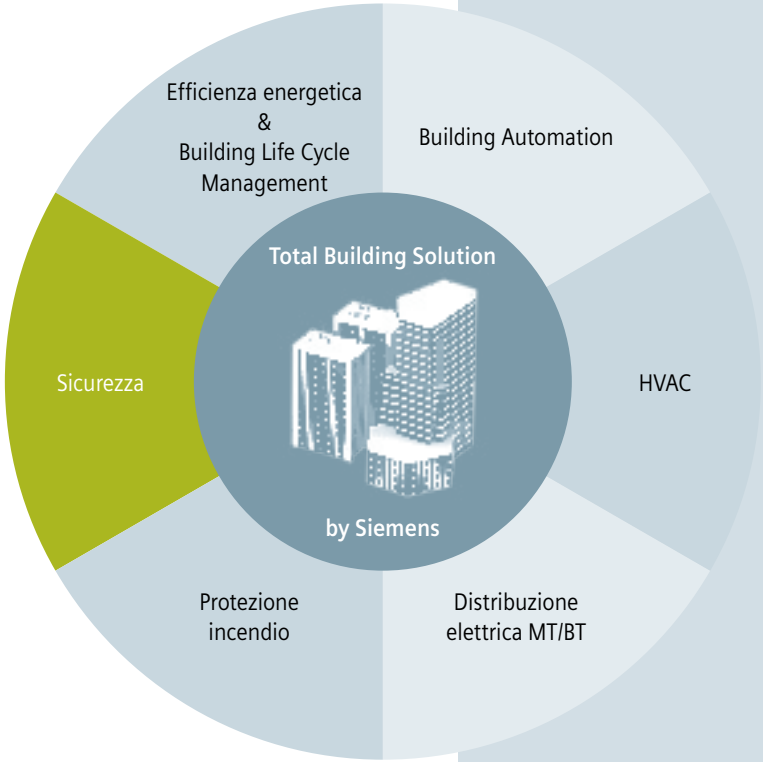 Efficienza energetica
&
Building Life Cycle
Management
Building Automation
Total Building Solution
Sicurezza
HVAC
by Siemens
Protezione
incendio
Distribuzione
elettrica MT/BT